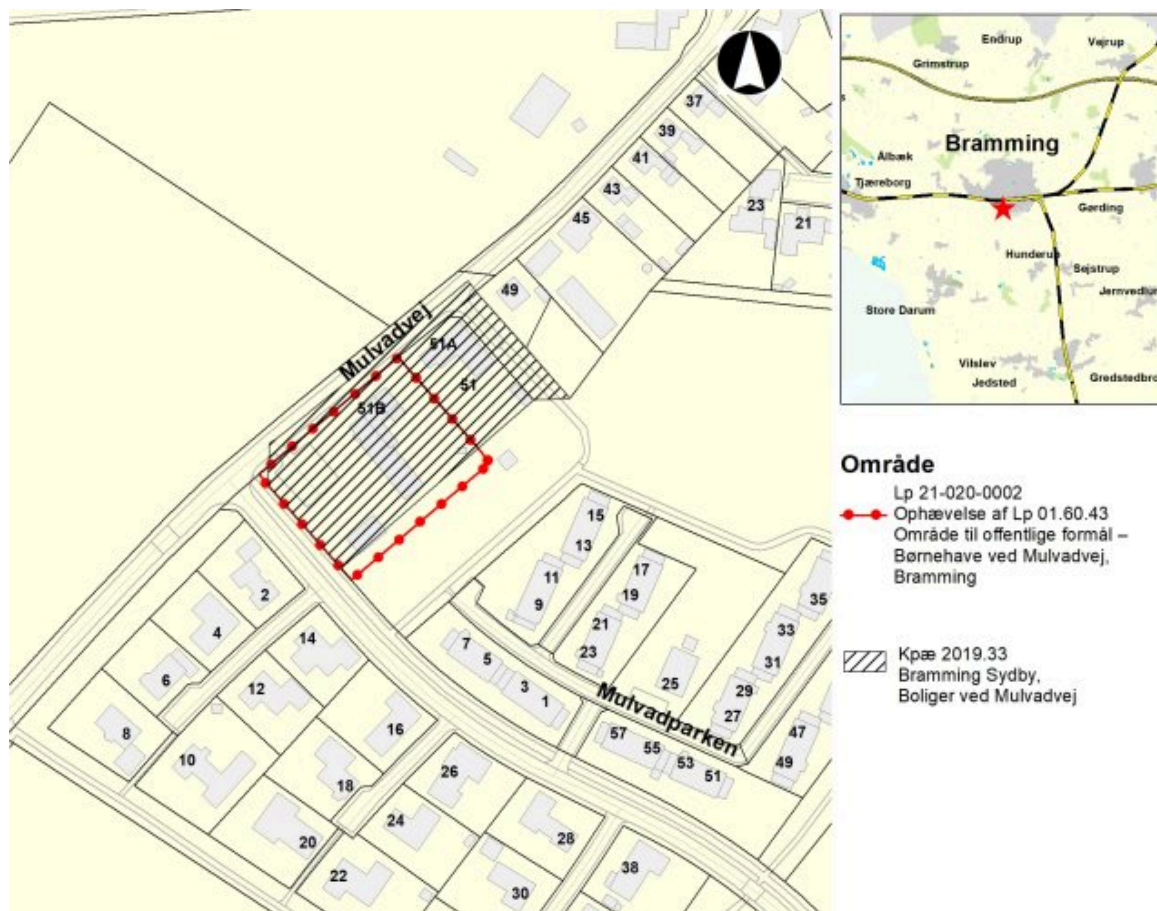 37
39
41
43
45
23
21
49
Mulvadvej
51A
51
51B
15
13
11
9
17
19
21
23
25
35
33
31
29
27
2
4
6
8
14
12
10
16
18
20
7
5
3
1
Mulvadparken
57
55
53
51
47
49
26
24
22
28
30
38
Endrup
Vejrup
Grimstrup
s
Bramming
Ålbæk
Tjæreborg
Gørding
Hunderup
Sejstrup
Jernvedlun
Store Darum
Vilslev
Jedsted
Gredstedbro
Område
Lp 21-020-0002
Ophævelse af Lp 01.60.43
Område til offentlige formål –
Børnehave ved Mulvadvej,
Bramming
Kpæ 2019.33
Bramming Sydby,
Boliger ved Mulvadvej